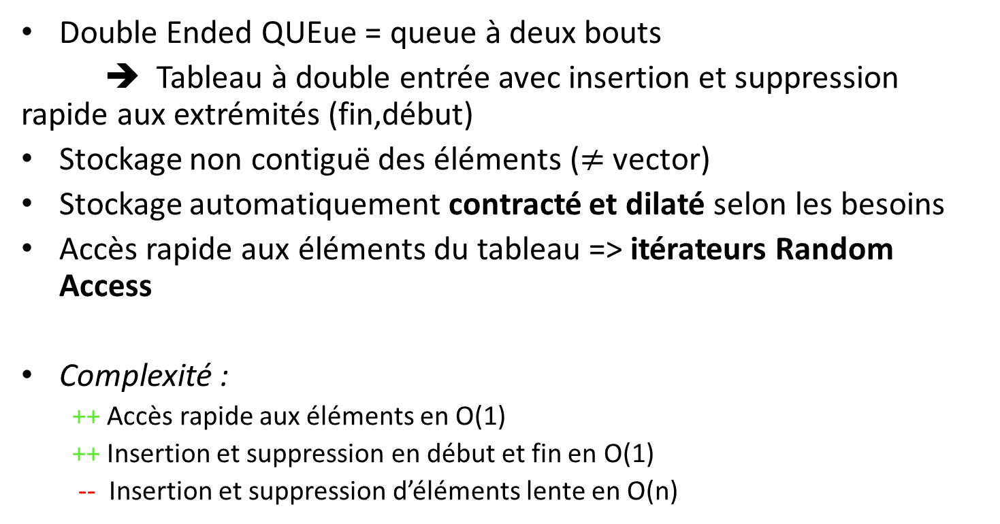 • Double Ended QUEue = queue à deux bouts
➔ Tableau à double entrée avec insertion et suppression
rapide aux extrémités (fin,début)
• Stockage non contiguë des éléments (≠ vector)
• Stockage automatiquement contracté et dilaté selon les besoins
• Accès rapide aux éléments du tableau => itérateurs Random
Access
• Complexité :
++ Accès rapide aux éléments en O(1)
++ Insertion et suppression en début et fin en O(1)
-- Insertion et suppression d’éléments lente en O(n)